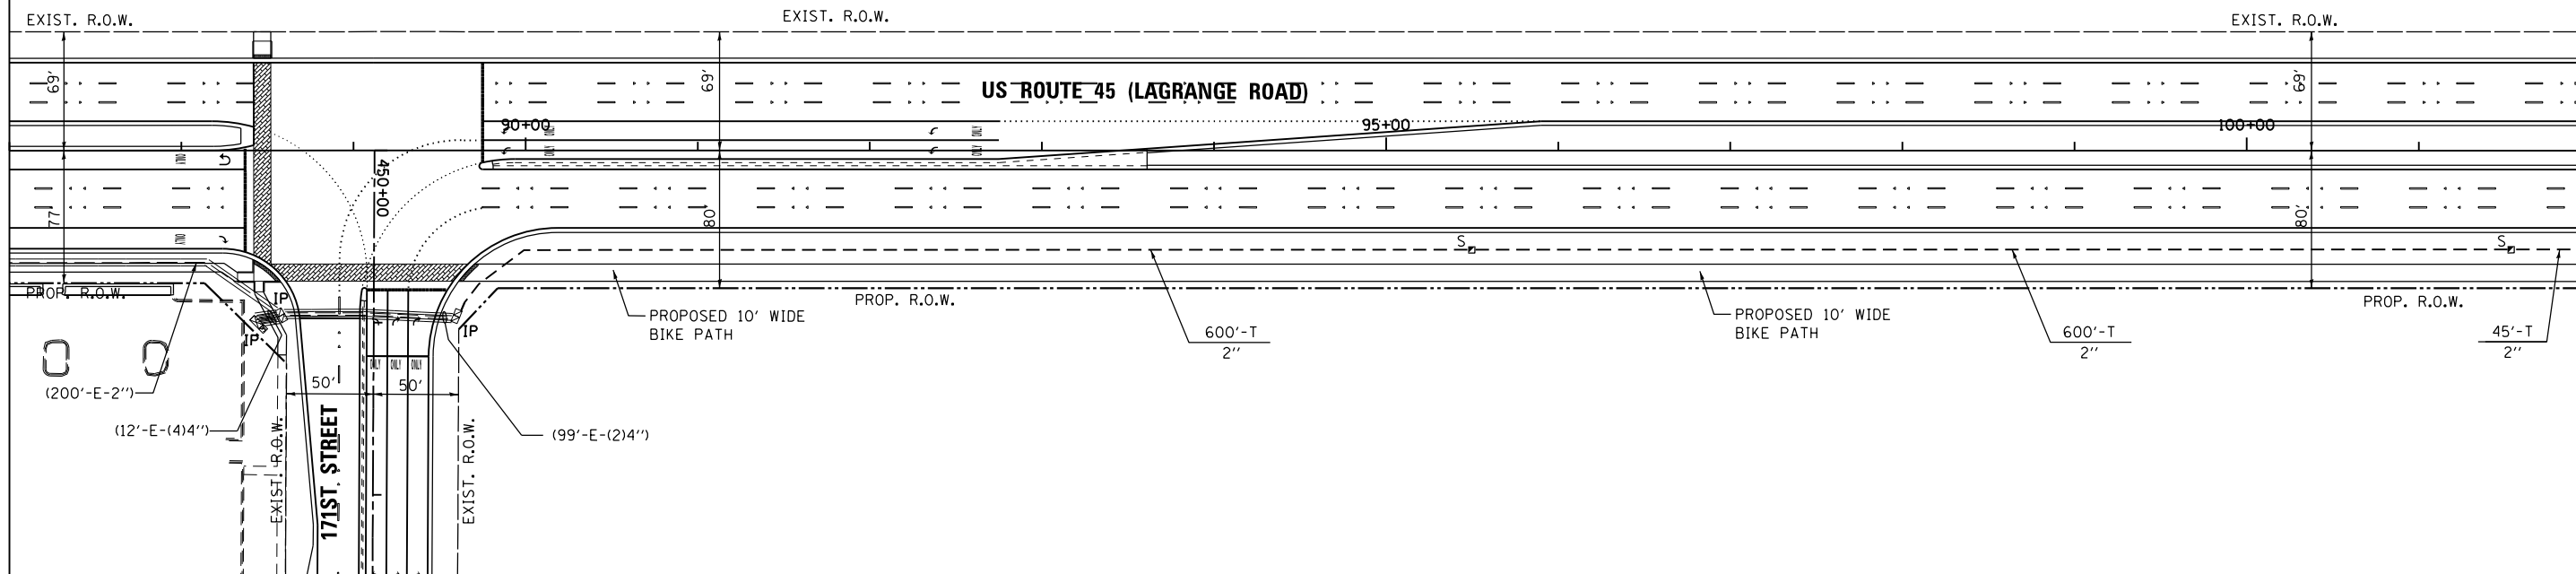 EXIST. R.O.W.
EXIST. R.O.W.
EXIST. R.O.W.
69'
69'
69'
US ROUTE 45 (LAGRANGE ROAD)
90+00
95+00
100+00
ONLY
ONLY
ONLY
ONLY
ONLY
450+00
77'
80'
80'
ONLY
S
S
PROP. R.O.W.
IP
PROP. R.O.W.
PROP. R.O.W.
PROPOSED 10' WIDE
BIKE PATH
PROPOSED 10' WIDE
BIKE PATH
IP
IP
600'-T
2''
600'-T
2''
45'-T
2''
ONLY
ONLY
ONLY
50'
50'
(200'-E-2'')
(12'-E-(4)4'')
(99'-E-(2)4'')
EXIST. R.O.W.
171ST STREET
EXIST. R.O.W.